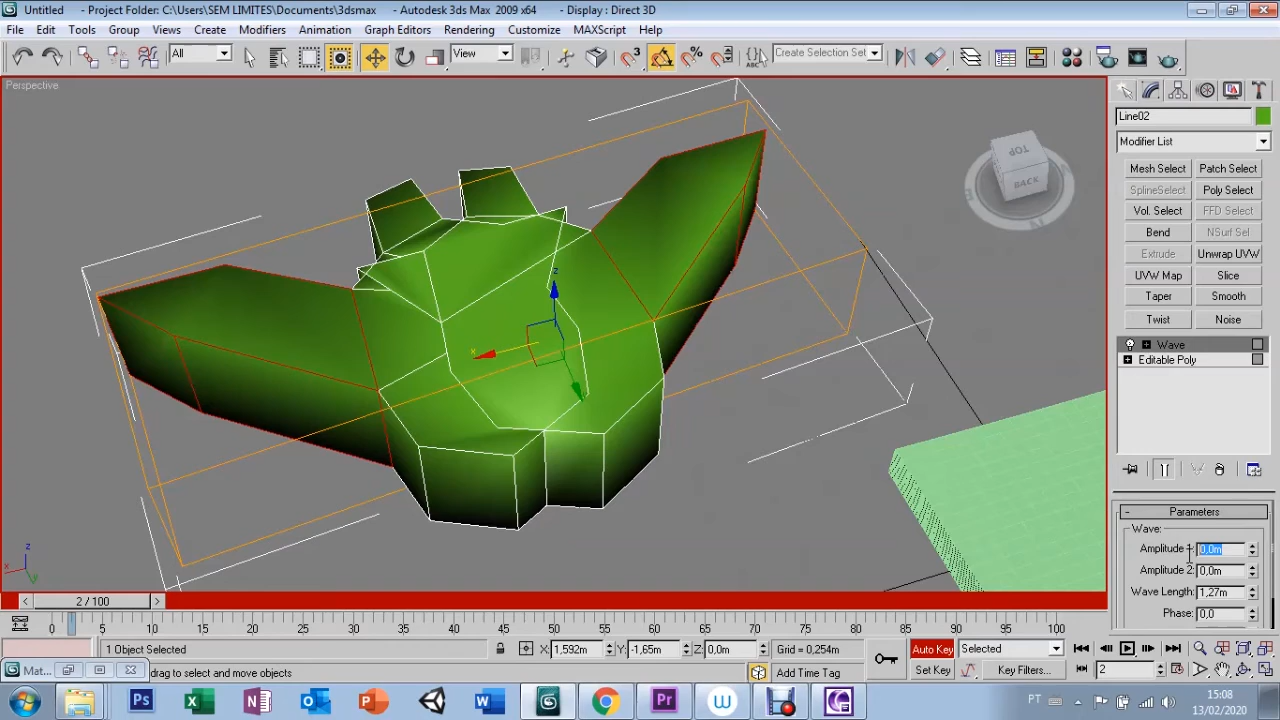 Untitled - Project Folder: C:\Users\SEM LIMITES\Documents\3dsmax - Autodesk 3ds Max 2009 x64 - Display : Direct 3D
File Edit Tools Group Views Create Modifiers Animation Graph Editors Rendering Customize MAXScript Help
All View 3 % ABC Create Selection Set
Perspective
TOP
BACK
Line02
Modifier List
Mesh Select Patch Select
SplineSelect Poly Select
Vol. Select FFD Select
Bend NSurf Sel
Extrude Unwrap UVW
UVW Map Slice
Taper Smooth
Twist Noise
Wave
Editable Poly
z
x
Parameters
Wave:
Amplitude 1: 0,0m
Amplitude 2: 0,0m
Wave Length: 1,27m
Phase: 0,0
z
x
y
2 / 100
0 5 10 15 20 25 30 35 40 45 50 55 60 65 70 75 80 85 90 95 100
1 Object Selected X: 1,592m Y: -1,65m Z: 0,0m Grid = 0,254m Auto Key Selected
Mat... drag to select and move objects Add Time Tag Set Key Key Filters... 2
Ps X N O P W Pr W
PT 15:08
13/02/2020